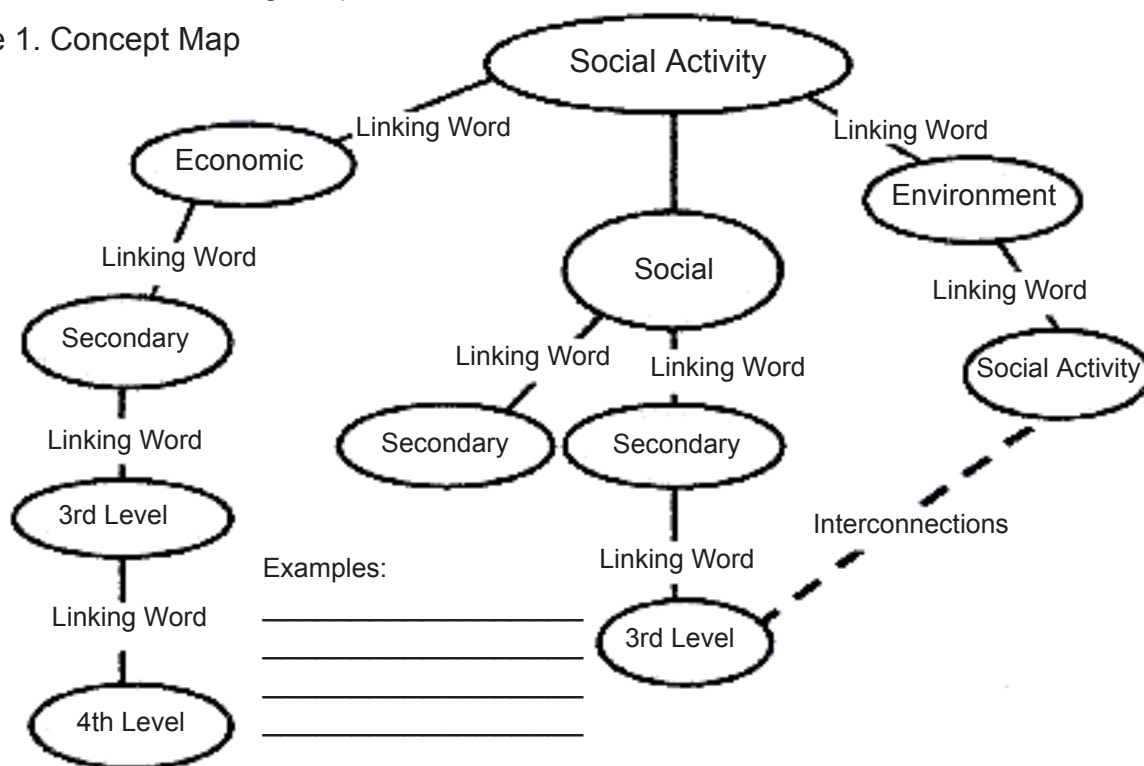 e 1. Concept Map
Social Activity
Linking Word
Linking Word
Economic
Environment
Linking Word
Social
Linking Word
Secondary
Linking Word
Linking Word
Social Activity
Linking Word
Secondary
Secondary
3rd Level
Interconnections
Examples:
Linking Word
Linking Word
3rd Level
4th Level